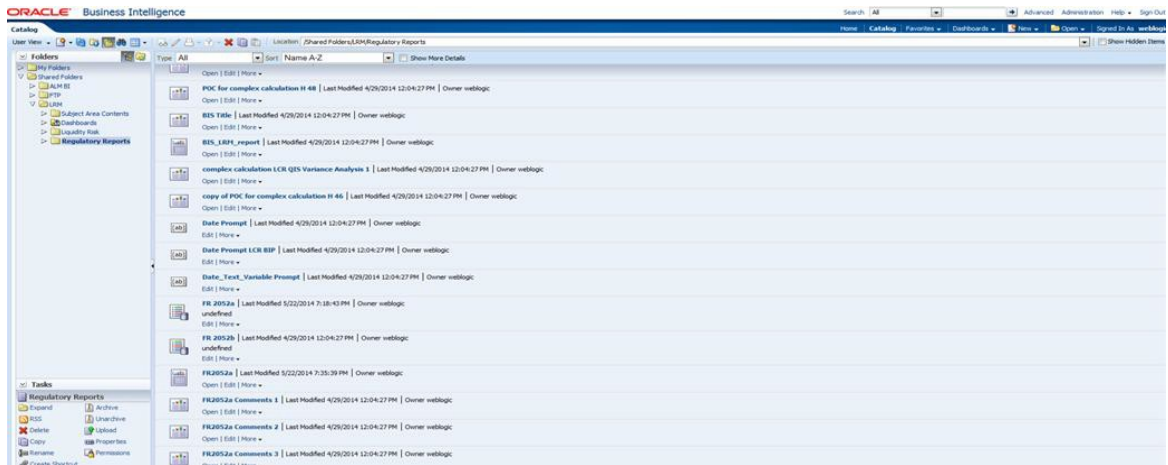 ORACLE Business Intelligence
Search All Advanced Administration Help Sign Out
Catalog
Home Catalog Favorites Dashboards New Open Signed In As weblogic
User View Location /Shared Folders/LRM/Regulatory Reports Show Hidden Items
Folders
My Folders
Shared Folders
ALM BI
PTP
LRM
Subject Area Contents
Dashboards
Liquidity Risk
Regulatory Reports
Type All Sort Name A-Z Show More Details
Open | Edit | More
POC for complex calculation H 48 | Last Modified 4/29/2014 12:04:27 PM | Owner weblogic
Open | Edit | More
BIS Title | Last Modified 4/29/2014 12:04:27 PM | Owner weblogic
Open | Edit | More
BIS_LRM_report | Last Modified 4/29/2014 12:04:27 PM | Owner weblogic
Open | Edit | More
complex calculation LCR QIS Variance Analysis 1 | Last Modified 4/29/2014 12:04:27 PM | Owner weblogic
Open | Edit | More
copy of POC for complex calculation H 46 | Last Modified 4/29/2014 12:04:27 PM | Owner weblogic
Open | Edit | More
Date Prompt | Last Modified 4/29/2014 12:04:27 PM | Owner weblogic
Edit | More
Date Prompt LCR BIP | Last Modified 4/29/2014 12:04:27 PM | Owner weblogic
Edit | More
Date_Text_Variable Prompt | Last Modified 4/29/2014 12:04:27 PM | Owner weblogic
Edit | More
FR 2052a | Last Modified 5/22/2014 7:18:43 PM | Owner weblogic
undefined
Edit | More
FR 2052b | Last Modified 4/29/2014 12:04:27 PM | Owner weblogic
undefined
Edit | More
FR2052a | Last Modified 5/22/2014 7:35:39 PM | Owner weblogic
Open | Edit | More
FR2052a Comments 1 | Last Modified 4/29/2014 12:04:27 PM | Owner weblogic
Open | Edit | More
FR2052a Comments 2 | Last Modified 4/29/2014 12:04:27 PM | Owner weblogic
Open | Edit | More
FR2052a Comments 3 | Last Modified 4/29/2014 12:04:27 PM | Owner weblogic
Open | Edit | More
Tasks
Regulatory Reports
Expand Archive
RSS Unarchive
Delete Upload
Copy Properties
Rename Permissions
Create Shortcut